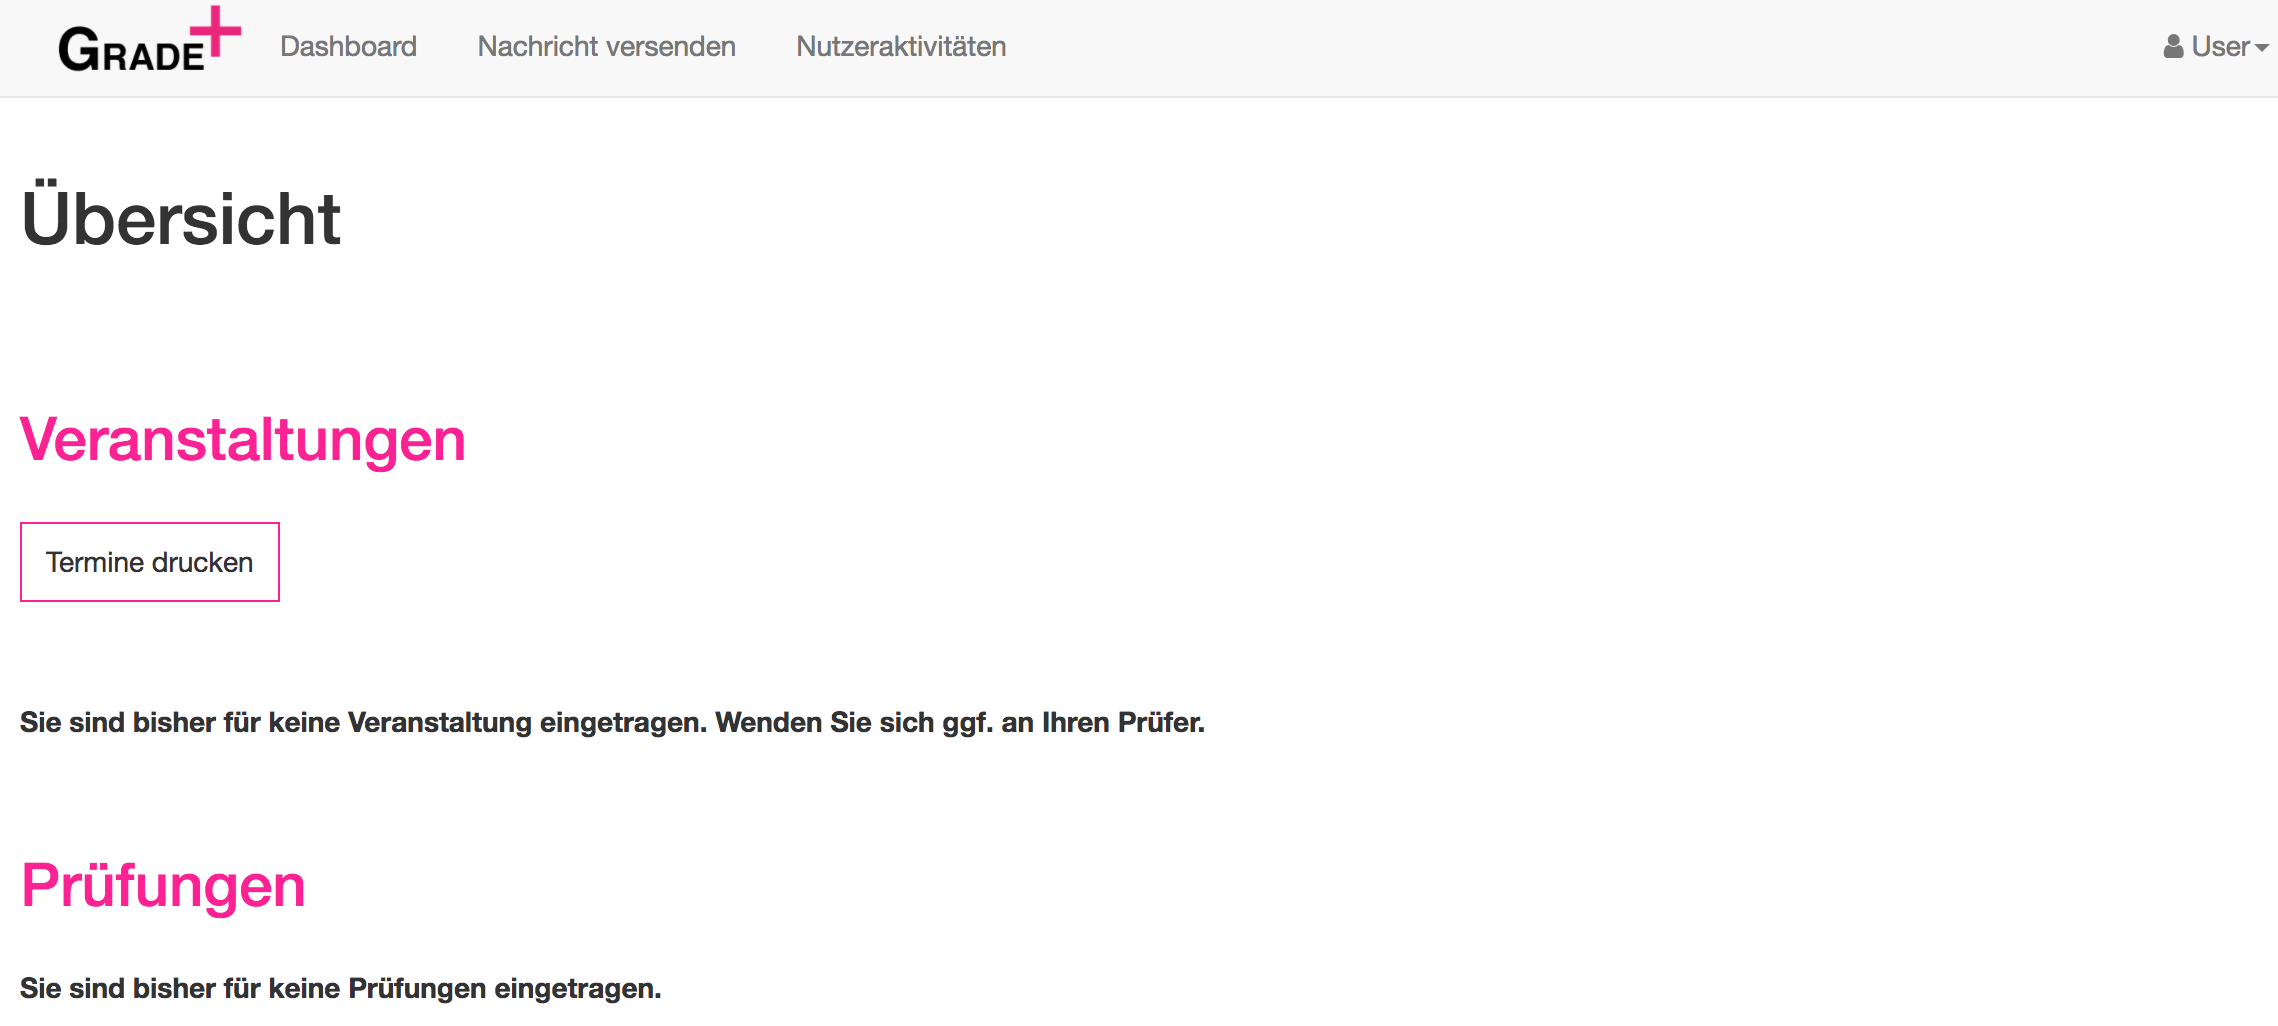 GRADE+
Dashboard
Nachricht versenden
Nutzeraktivitäten
User
Übersicht
Veranstaltungen
Termine drucken
Sie sind bisher für keine Veranstaltung eingetragen. Wenden Sie sich ggf. an Ihren Prüfer.
Prüfungen
Sie sind bisher für keine Prüfungen eingetragen.